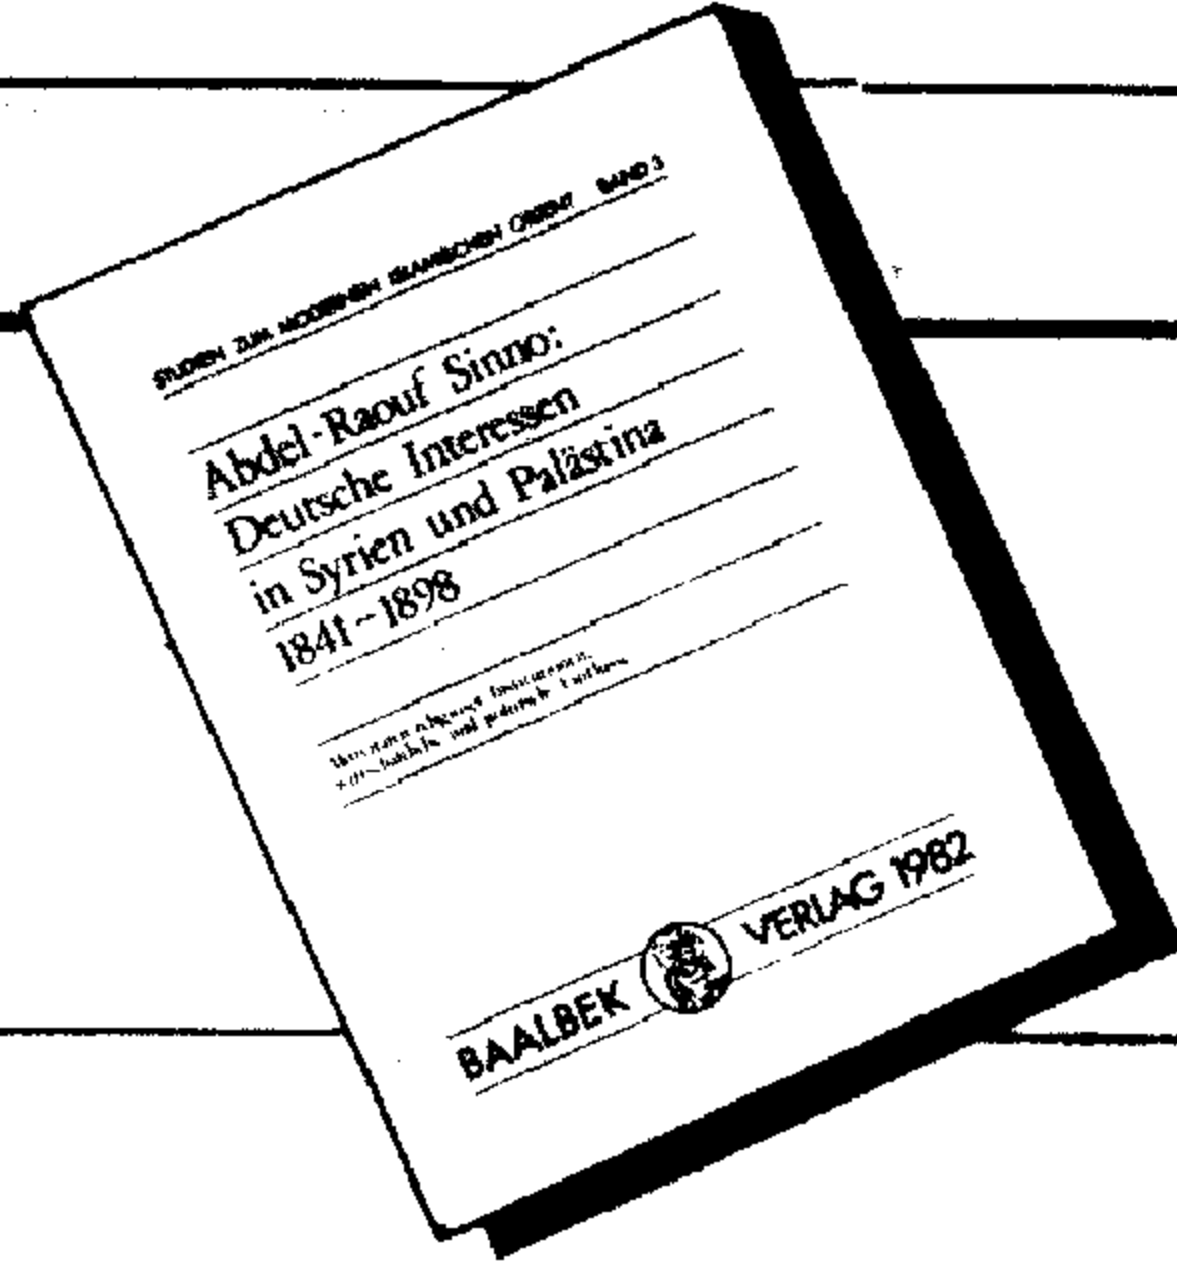 STUDIEN ZUM MODERNEN ISLAMISCHEN ORIENT BAND 3
Abdel-Raouf Sinno:
Deutsche Interessen
in Syrien und Palästina
1841–1898
und
BAALBEK VERLAG 1982